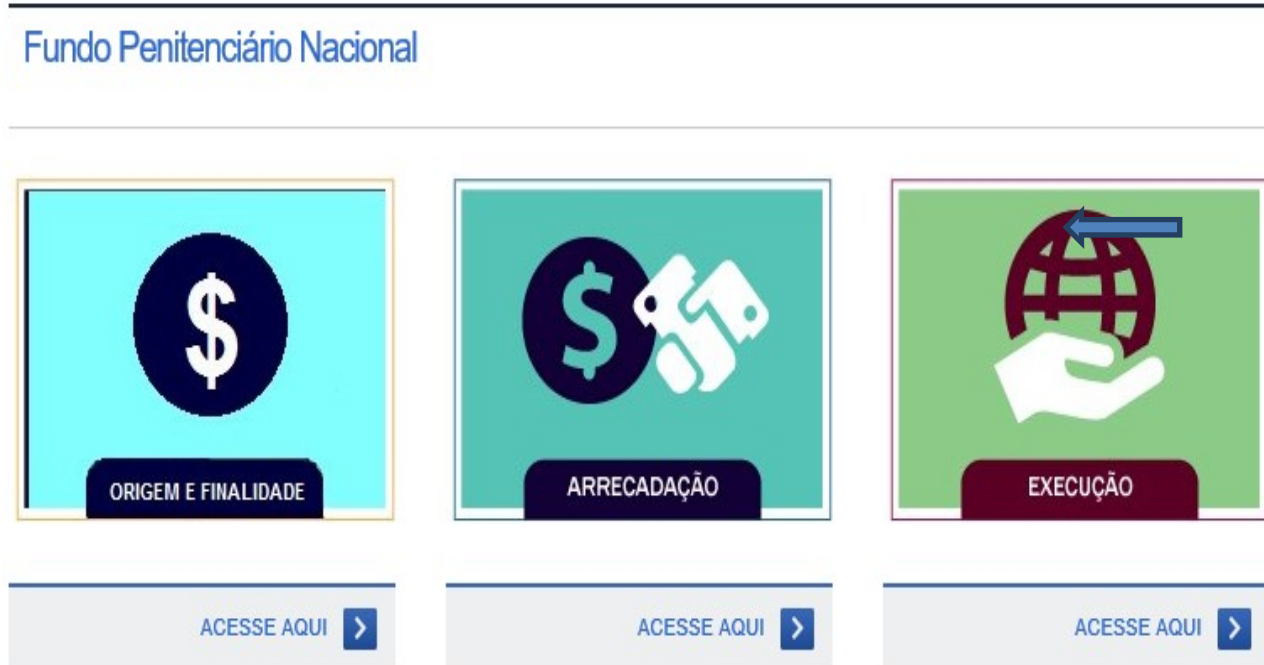 Fundo Penitenciário Nacional
$
$
ORIGEM E FINALIDADE
ARRECADAÇÃO
EXECUÇÃO
ACESSE AQUI
ACESSE AQUI
ACESSE AQUI